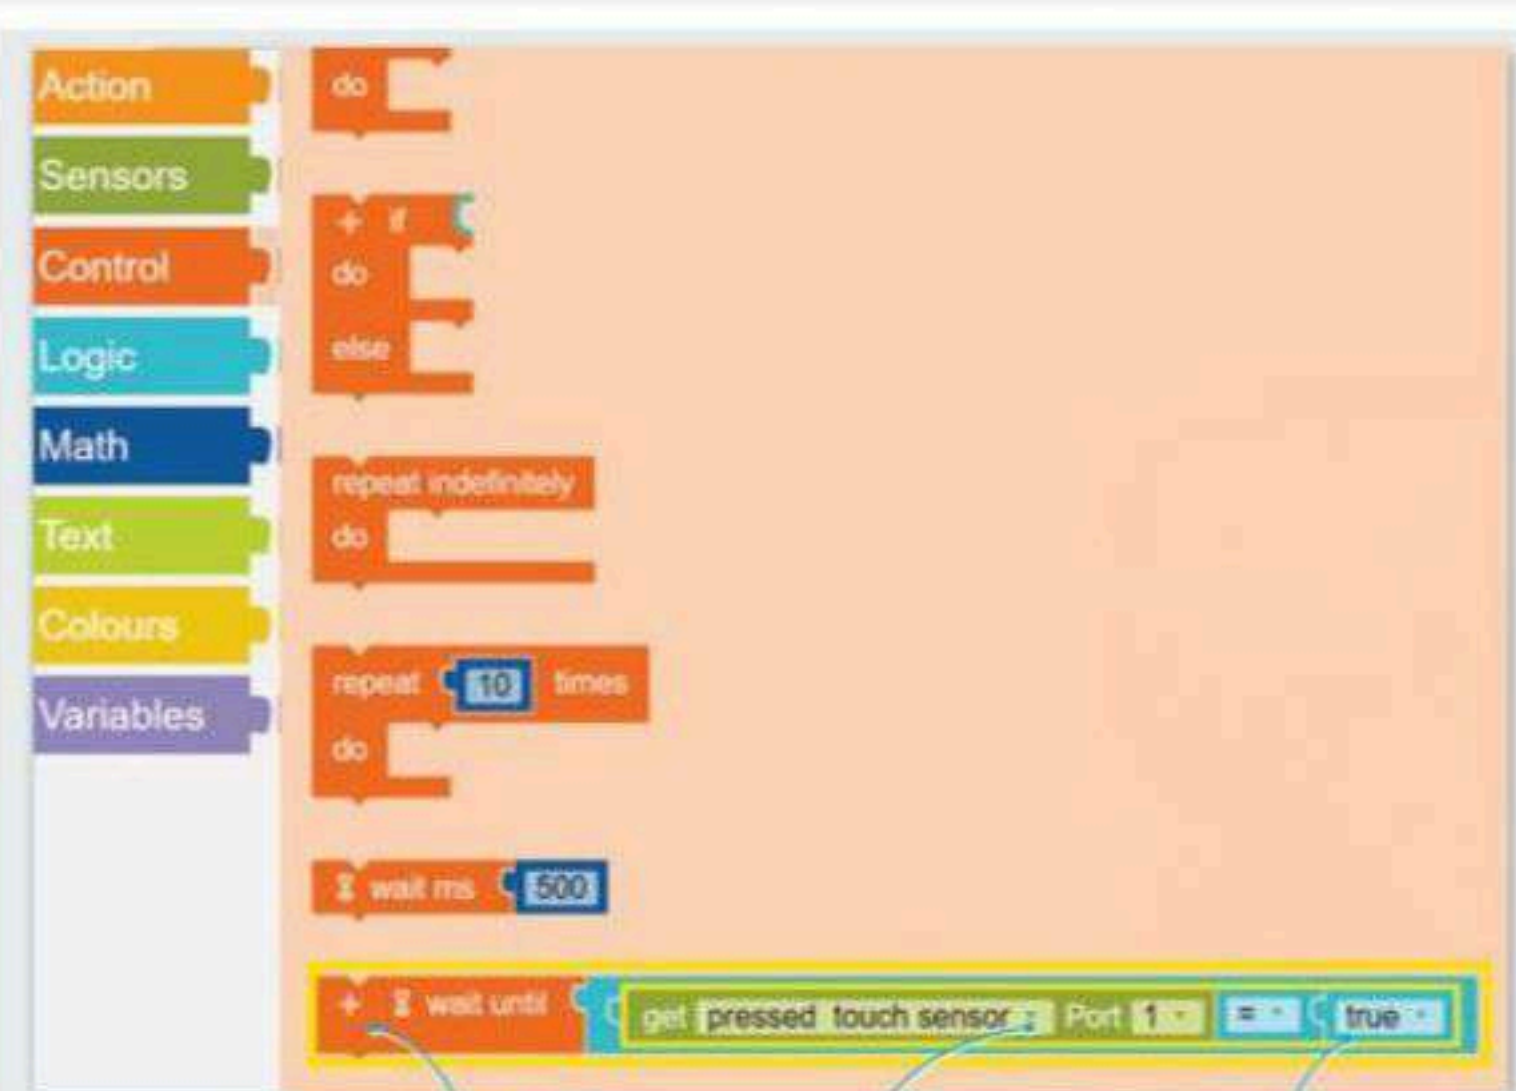 Action
Sensors
Control
Logic
Math
Text
Colours
Variables
do
+ if
do
else
repeat indefinitely
do
repeat 10 times
do
wait ms 500
+ wait until get pressed touch sensor Port 1 = true